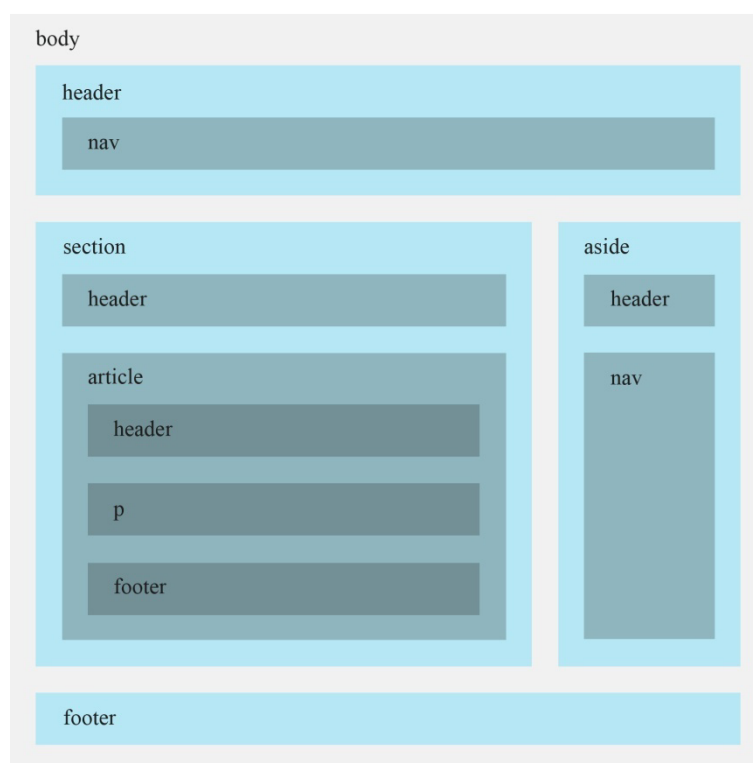 body
header
nav
section
header
article
header
p
footer
aside
header
nav
footer